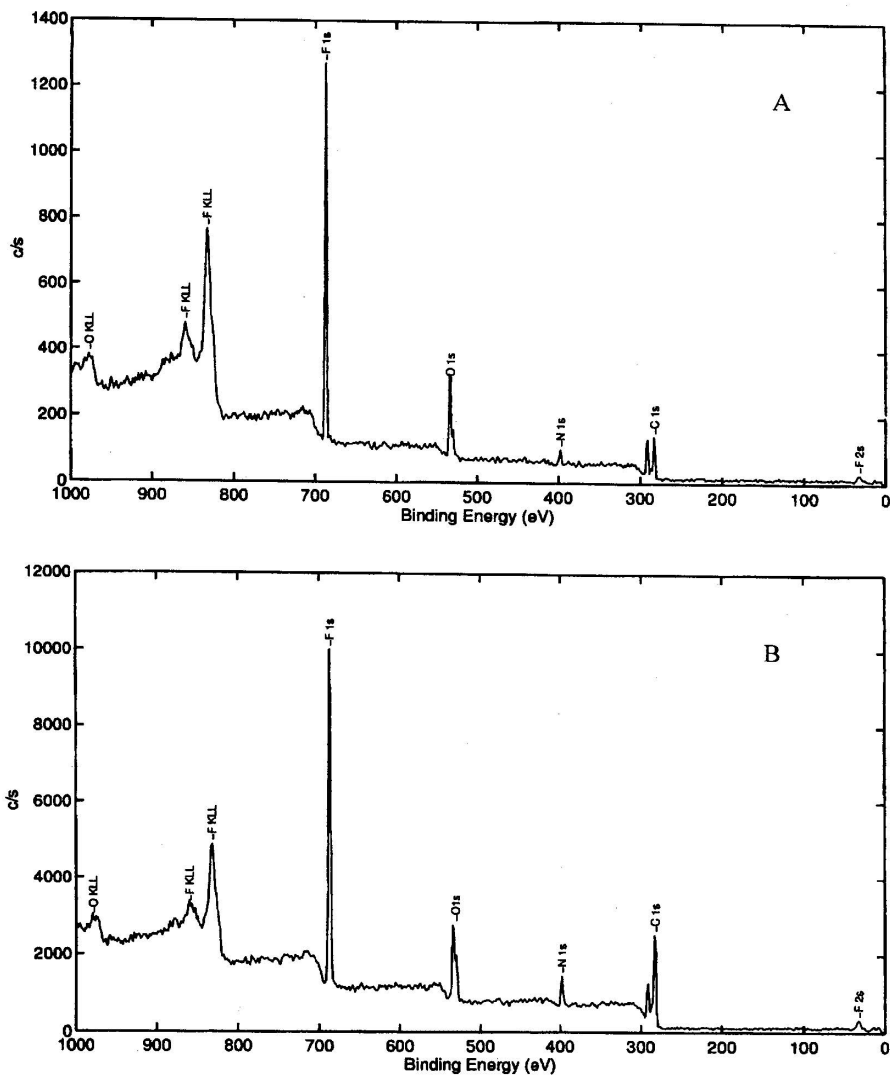 1400
1200
1000
800
600
400
200
0
c/s
–O KLL
–F KLL
–F KLL
–F 1s
O 1s
–N 1s
–C 1s
–F 2s
A
1000 900 800 700 600 500 400 300 200 100 0
Binding Energy (eV)
12000
10000
8000
6000
4000
2000
0
c/s
–O KLL
–F KLL
–F KLL
–F 1s
–O1s
–N 1s
–C 1s
–F 2s
B
1000 900 800 700 600 500 400 300 200 100 0
Binding Energy (eV)